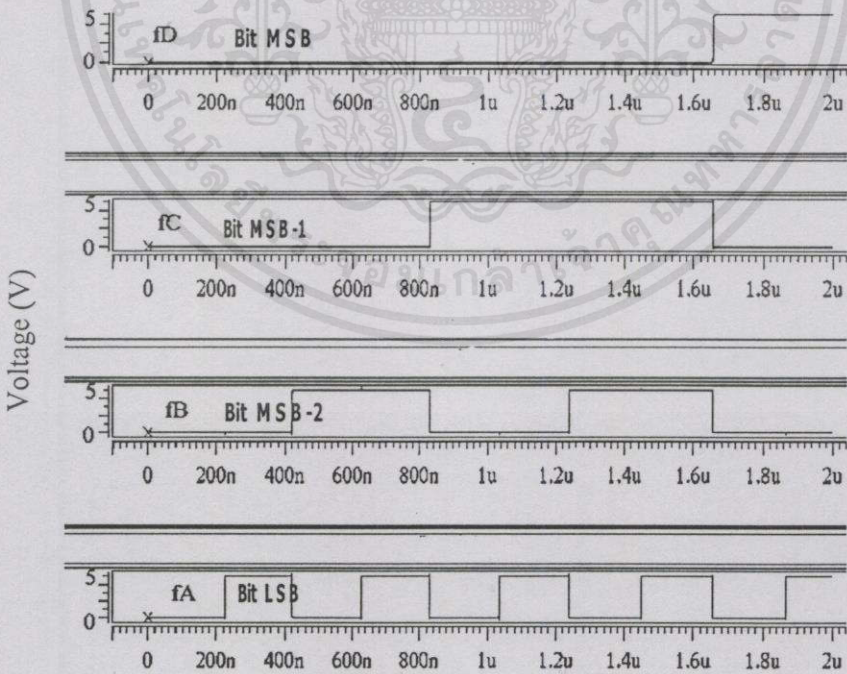 Voltage (V)
5
fD Bit MSB
0
0 200n 400n 600n 800n 1u 1.2u 1.4u 1.6u 1.8u 2u
5
fC Bit MSB-1
0
0 200n 400n 600n 800n 1u 1.2u 1.4u 1.6u 1.8u 2u
5
fB Bit MSB-2
0
0 200n 400n 600n 800n 1u 1.2u 1.4u 1.6u 1.8u 2u
5
fA Bit LSB
0
0 200n 400n 600n 800n 1u 1.2u 1.4u 1.6u 1.8u 2u